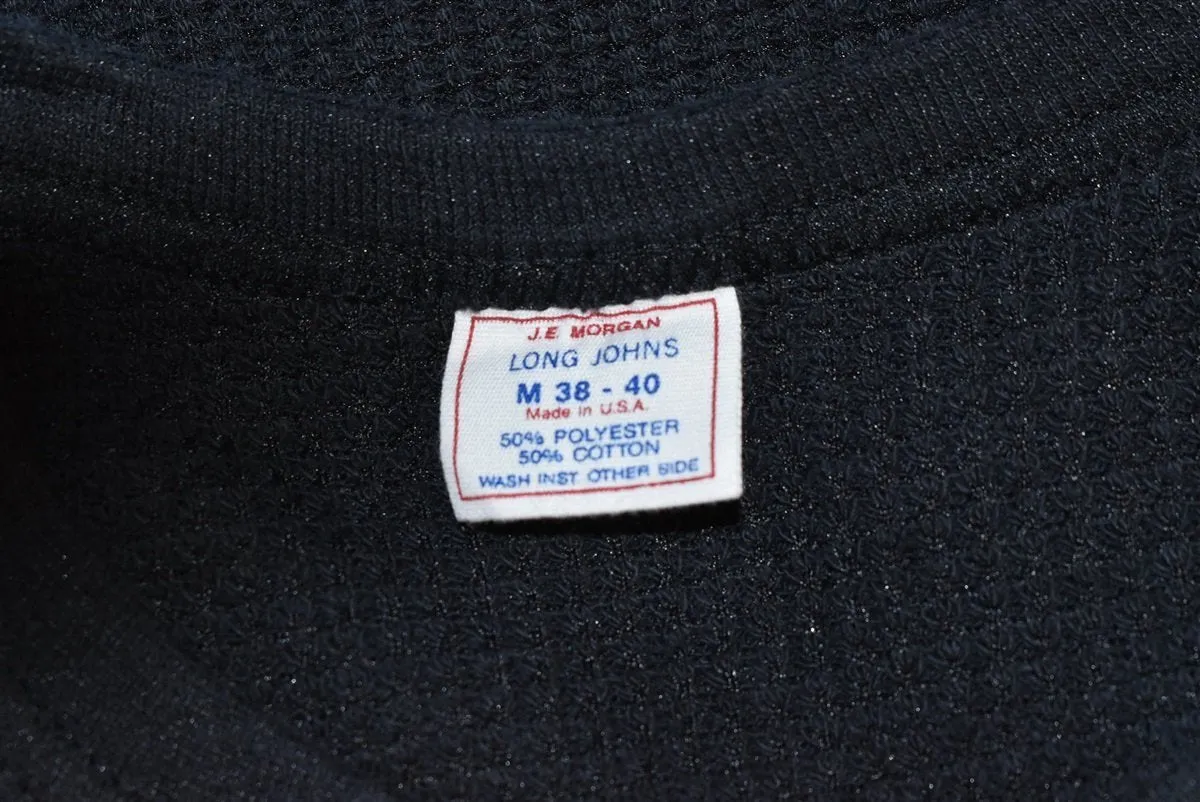 J.E. MORGAN
LONG JOHNS
M 38 - 40
Made in U.S.A.
50% POLYESTER
50% COTTON
WASH INST OTHER SIDE